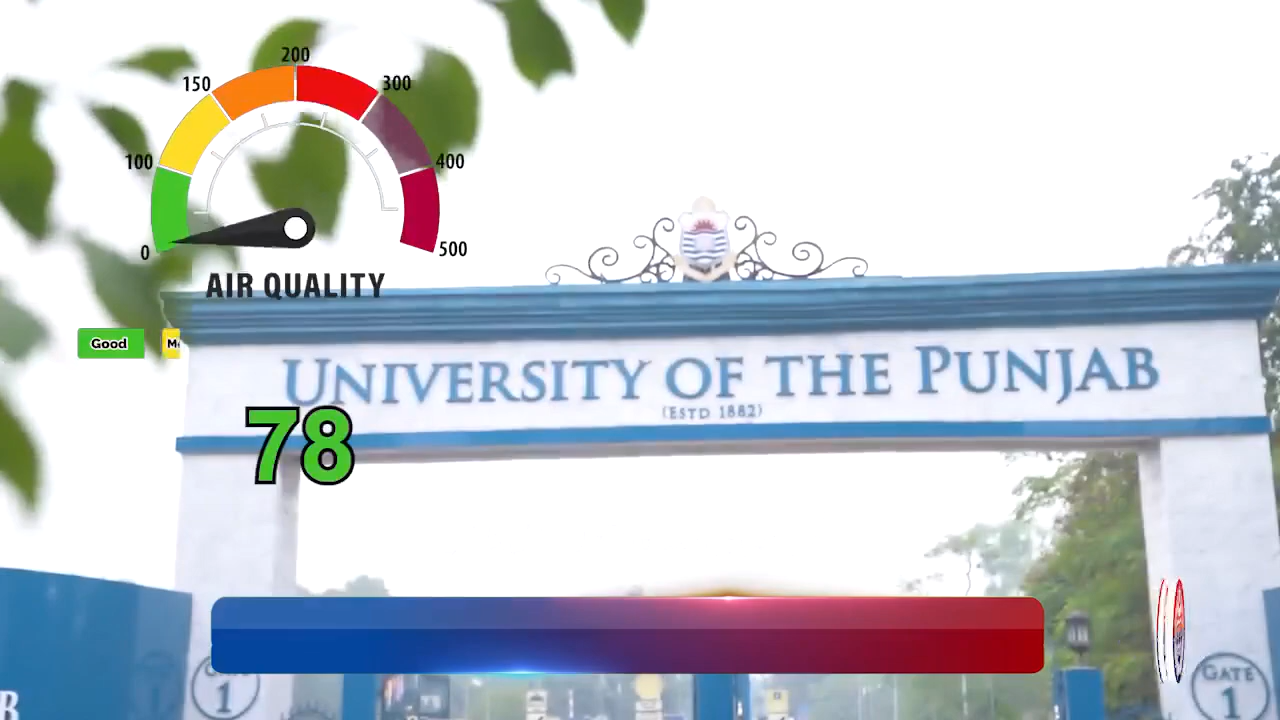 200
150
300
100
400
0
500
AIR QUALITY
Good
UNIVERSITY OF THE PUNJAB
(ESTD 1882)
78
GATE
1
1
R